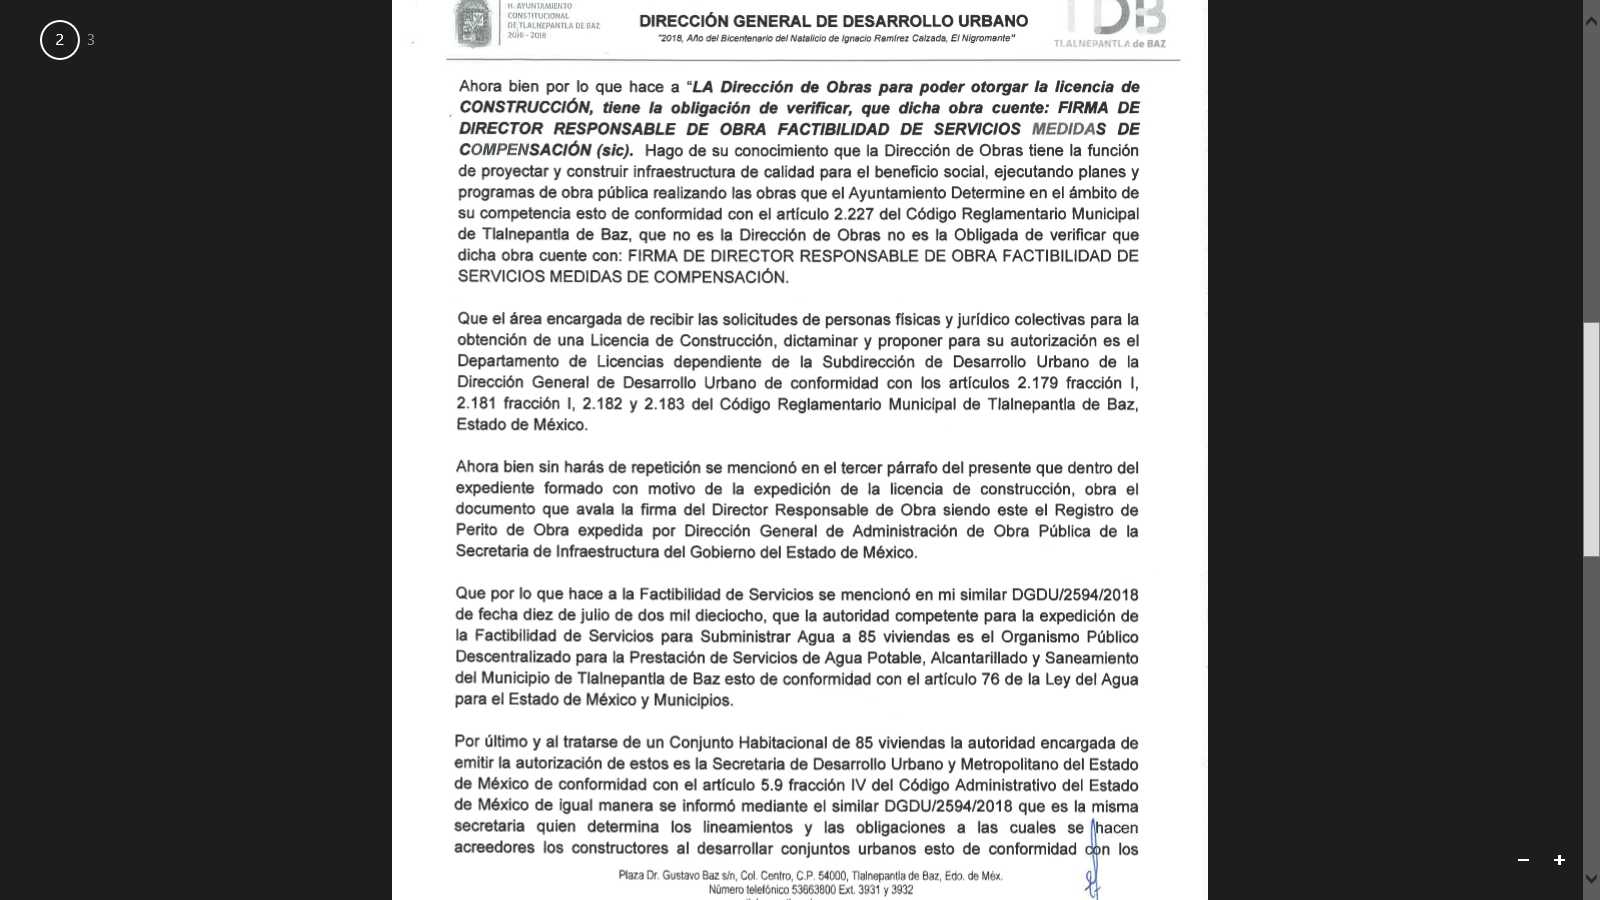 2 3
H. AYUNTAMIENTO
CONSTITUCIONAL
DE TLALNEPANTLA DE BAZ
2016 - 2018
DIRECCIÓN GENERAL DE DESARROLLO URBANO
"2018, Año del Bicentenario del Natalicio de Ignacio Ramírez Calzada, El Nigromante"
TDB
TLALNEPANTLA de BAZ
Ahora bien por lo que hace a "LA Dirección de Obras para poder otorgar la licencia de
CONSTRUCCIÓN, tiene la obligación de verificar, que dicha obra cuente: FIRMA DE
DIRECTOR RESPONSABLE DE OBRA FACTIBILIDAD DE SERVICIOS MEDIDAS DE
COMPENSACIÓN (sic). Hago de su conocimiento que la Dirección de Obras tiene la función
de proyectar y construir infraestructura de calidad para el beneficio social, ejecutando planes y
programas de obra pública realizando las obras que el Ayuntamiento Determine en el ámbito de
su competencia esto de conformidad con el artículo 2.227 del Código Reglamentario Municipal
de Tlalnepantla de Baz, que no es la Dirección de Obras no es la Obligada de verificar que
dicha obra cuente con: FIRMA DE DIRECTOR RESPONSABLE DE OBRA FACTIBILIDAD DE
SERVICIOS MEDIDAS DE COMPENSACIÓN.
Que el área encargada de recibir las solicitudes de personas físicas y jurídico colectivas para la
obtención de una Licencia de Construcción, dictaminar y proponer para su autorización es el
Departamento de Licencias dependiente de la Subdirección de Desarrollo Urbano de la
Dirección General de Desarrollo Urbano de conformidad con los artículos 2.179 fracción I,
2.181 fracción I, 2.182 y 2.183 del Código Reglamentario Municipal de Tlalnepantla de Baz,
Estado de México.
Ahora bien sin harás de repetición se mencionó en el tercer párrafo del presente que dentro del
expediente formado con motivo de la expedición de la licencia de construcción, obra el
documento que avala la firma del Director Responsable de Obra siendo este el Registro de
Perito de Obra expedida por Dirección General de Administración de Obra Pública de la
Secretaria de Infraestructura del Gobierno del Estado de México.
Que por lo que hace a la Factibilidad de Servicios se mencionó en mi similar DGDU/2594/2018
de fecha diez de julio de dos mil dieciocho, que la autoridad competente para la expedición de
la Factibilidad de Servicios para Subministrar Agua a 85 viviendas es el Organismo Público
Descentralizado para la Prestación de Servicios de Agua Potable, Alcantarillado y Saneamiento
del Municipio de Tlalnepantla de Baz esto de conformidad con el artículo 76 de la Ley del Agua
para el Estado de México y Municipios.
Por último y al tratarse de un Conjunto Habitacional de 85 viviendas la autoridad encargada de
emitir la autorización de estos es la Secretaria de Desarrollo Urbano y Metropolitano del Estado
de México de conformidad con el artículo 5.9 fracción IV del Código Administrativo del Estado
de México de igual manera se informó mediante el similar DGDU/2594/2018 que es la misma
secretaria quien determina los lineamientos y las obligaciones a las cuales se hacen
acreedores los constructores al desarrollar conjuntos urbanos esto de conformidad con los
Plaza Dr. Gustavo Baz s/n, Col. Centro, C.P. 54000, Tlalnepantla de Baz, Edo. de Méx.
Número telefónico 53663800 Ext. 3931 y 3932